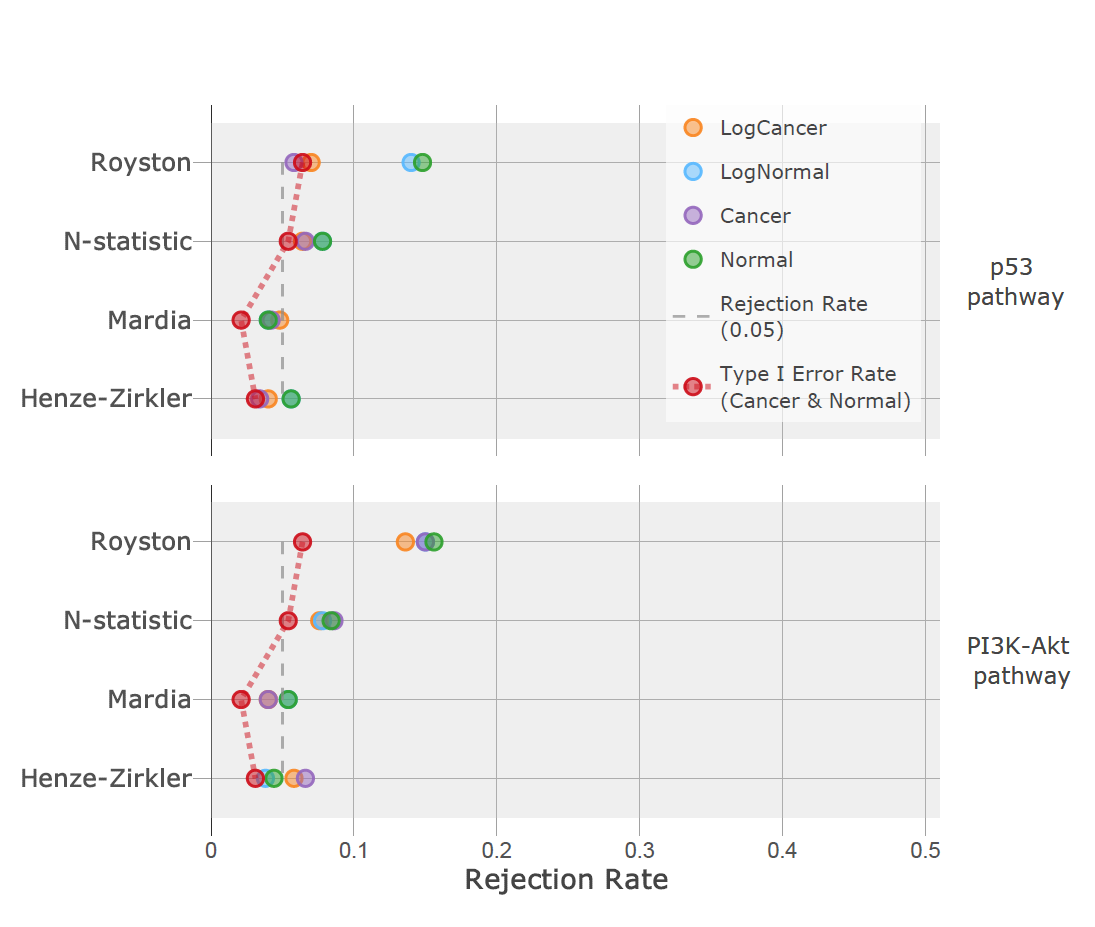 Royston
N-statistic
Mardia
Henze-Zirkler
LogCancer
LogNormal
Cancer
Normal
Rejection Rate
(0.05)
Type I Error Rate
(Cancer & Normal)
p53
pathway
Royston
N-statistic
Mardia
Henze-Zirkler
PI3K-Akt
pathway
0 0.1 0.2 0.3 0.4 0.5
Rejection Rate